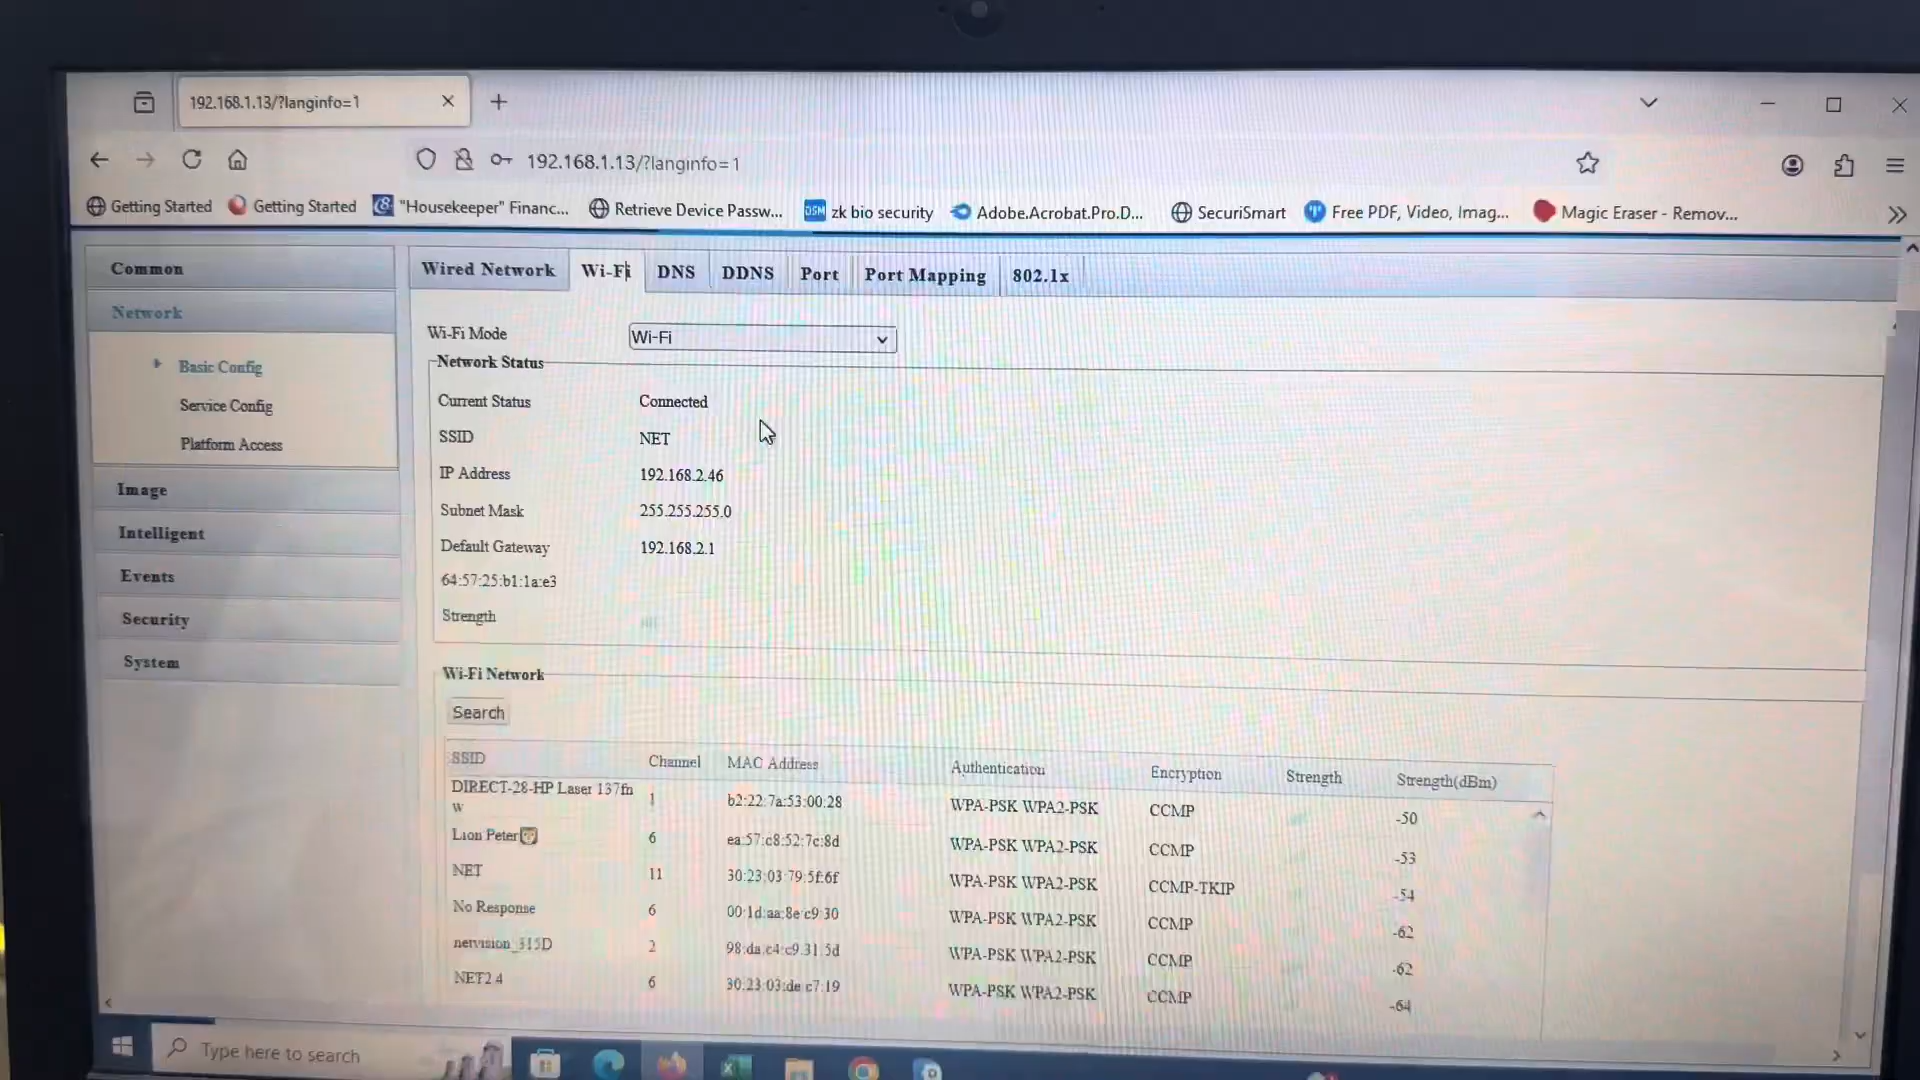 192.168.1.13/?langinfo=1
192.168.1.13/?langinfo=1
Getting Started
Getting Started
"Housekeeper" Financ...
Retrieve Device Passw...
DSM zk bio security
Adobe.Acrobat.Pro.D...
SecuriSmart
Free PDF, Video, Imag...
Magic Eraser - Remov...
Common
Network
Basic Config
Service Config
Platform Access
Image
Intelligent
Events
Security
System
Wired Network Wi-Fi DNS DDNS Port Port Mapping 802.1x
Wi-Fi Mode Wi-Fi
Network Status
Current Status Connected
SSID NET
IP Address 192.168.2.46
Subnet Mask 255.255.255.0
Default Gateway 192.168.2.1
64:57:25:b1:1a:e3
Strength
Wi-Fi Network
Search
SSID Channel MAC Address Authentication Encryption Strength Strength(dBm)
DIRECT-28-HP Laser 137fn
w 1 b2:22:7a:53:00:28 WPA-PSK WPA2-PSK CCMP -50
Lion Peter🦁 6 ea:57:c8:52:7c:8d WPA-PSK WPA2-PSK CCMP -53
NET 11 30:23:03:79:5f:6f WPA-PSK WPA2-PSK CCMP-TKIP -54
No Response 6 00:1d:aa:8e:c9:30 WPA-PSK WPA2-PSK CCMP -62
netvision_315D 2 98:da:c4:c9:31:5d WPA-PSK WPA2-PSK CCMP -62
NET2 4 6 30:23:03:de:c7:19 WPA-PSK WPA2-PSK CCMP -64
Type here to search